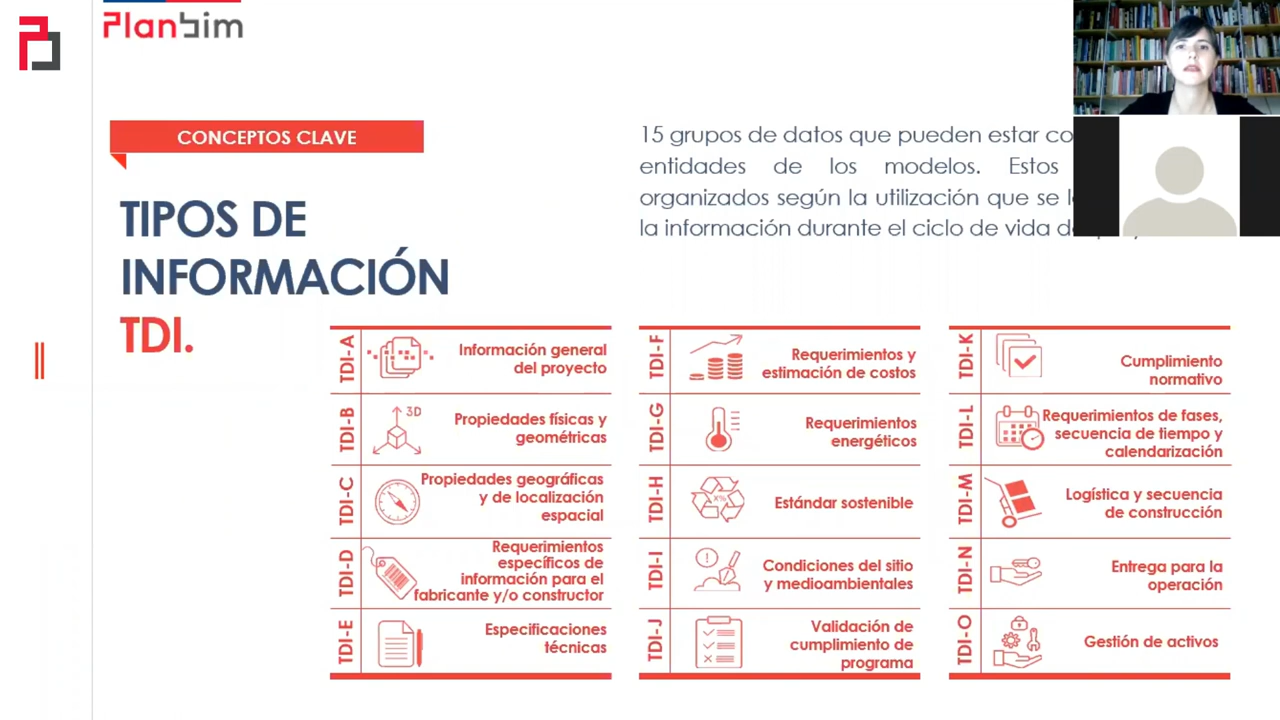 PlanBim
CONCEPTOS CLAVE
TIPOS DE
INFORMACIÓN
TDI.
15 grupos de datos que pueden estar
entidades de los modelos. Estos
organizados según la utilización que se
la información durante el ciclo de vida
TDI-A
Información general
del proyecto
TDI-B
3D
Propiedades físicas y
geométricas
TDI-C
Propiedades geográficas
y de localización
espacial
TDI-D
Requerimientos
específicos de
información para el
fabricante y/o constructor
TDI-E
Especificaciones
técnicas
TDI-F
Requerimientos y
estimación de costos
TDI-G
Requerimientos
energéticos
TDI-H
X%
Estándar sostenible
TDI-I
Condiciones del sitio
y medioambientales
TDI-J
Validación de
cumplimiento de
programa
TDI-K
Cumplimiento
normativo
TDI-L
Requerimientos de fases,
secuencia de tiempo y
calendarización
TDI-M
Logística y secuencia
de construcción
TDI-N
Entrega para la
operación
TDI-O
Gestión de activos